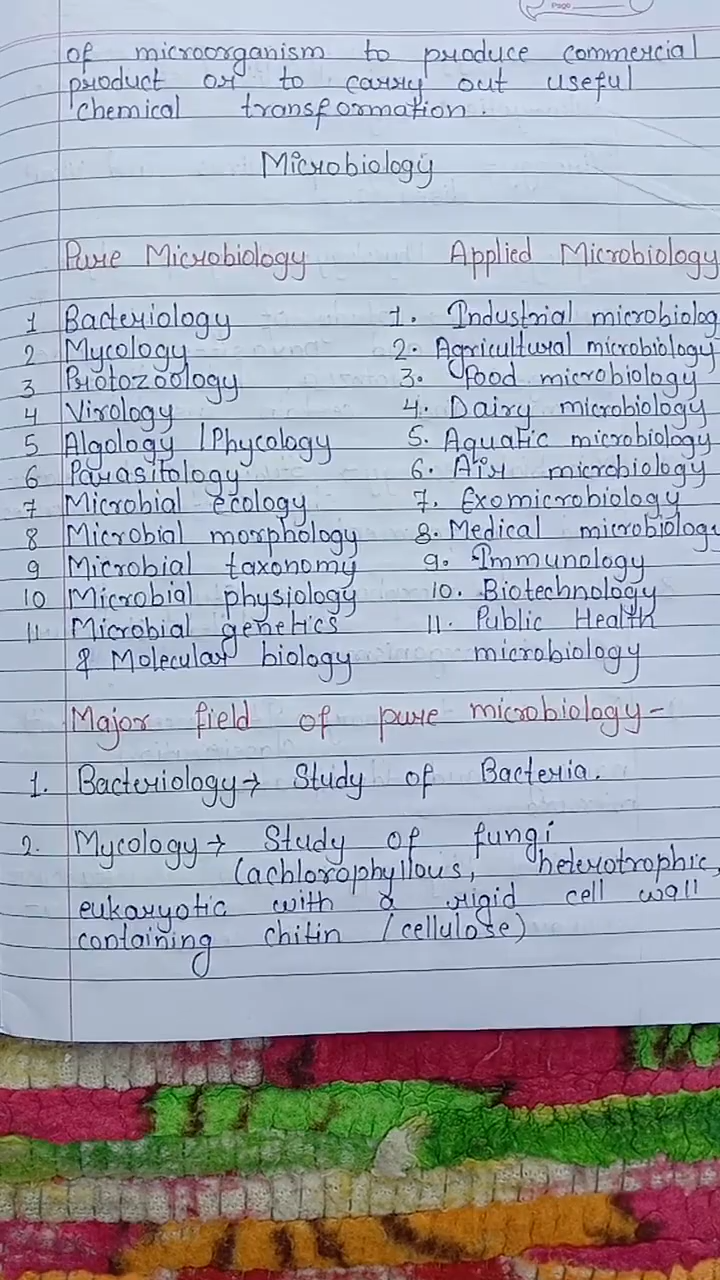 Page
of microorganism to produce commercial
product or to carry out useful
chemical transformation.
Microbiology
Pure Microbiology Applied Microbiology
1 Bacteriology 1. Industrial microbiolog
2 Mycology 2. Agricultural microbiology
3 Protozoology 3. Food microbiology
4 Virology 4. Dairy microbiology
5 Algology / Phycology 5. Aquatic microbiology
6 Parasitology 6. Air microbiology
7 Microbial ecology 7. Exomicrobiology
8 Microbial morphology 8. Medical microbiology
9 Microbial taxonomy 9. Immunology
10 Microbial physiology 10. Biotechnology
11 Microbial genetics 11. Public Health
& Molecular biology microbiology
Major field of pure microbiology-
1. Bacteriology → Study of Bacteria.
2. Mycology → Study of fungi
(achlorophyllous, heterotrophic,
eukaryotic with a rigid cell wall
containing chitin (cellulose)